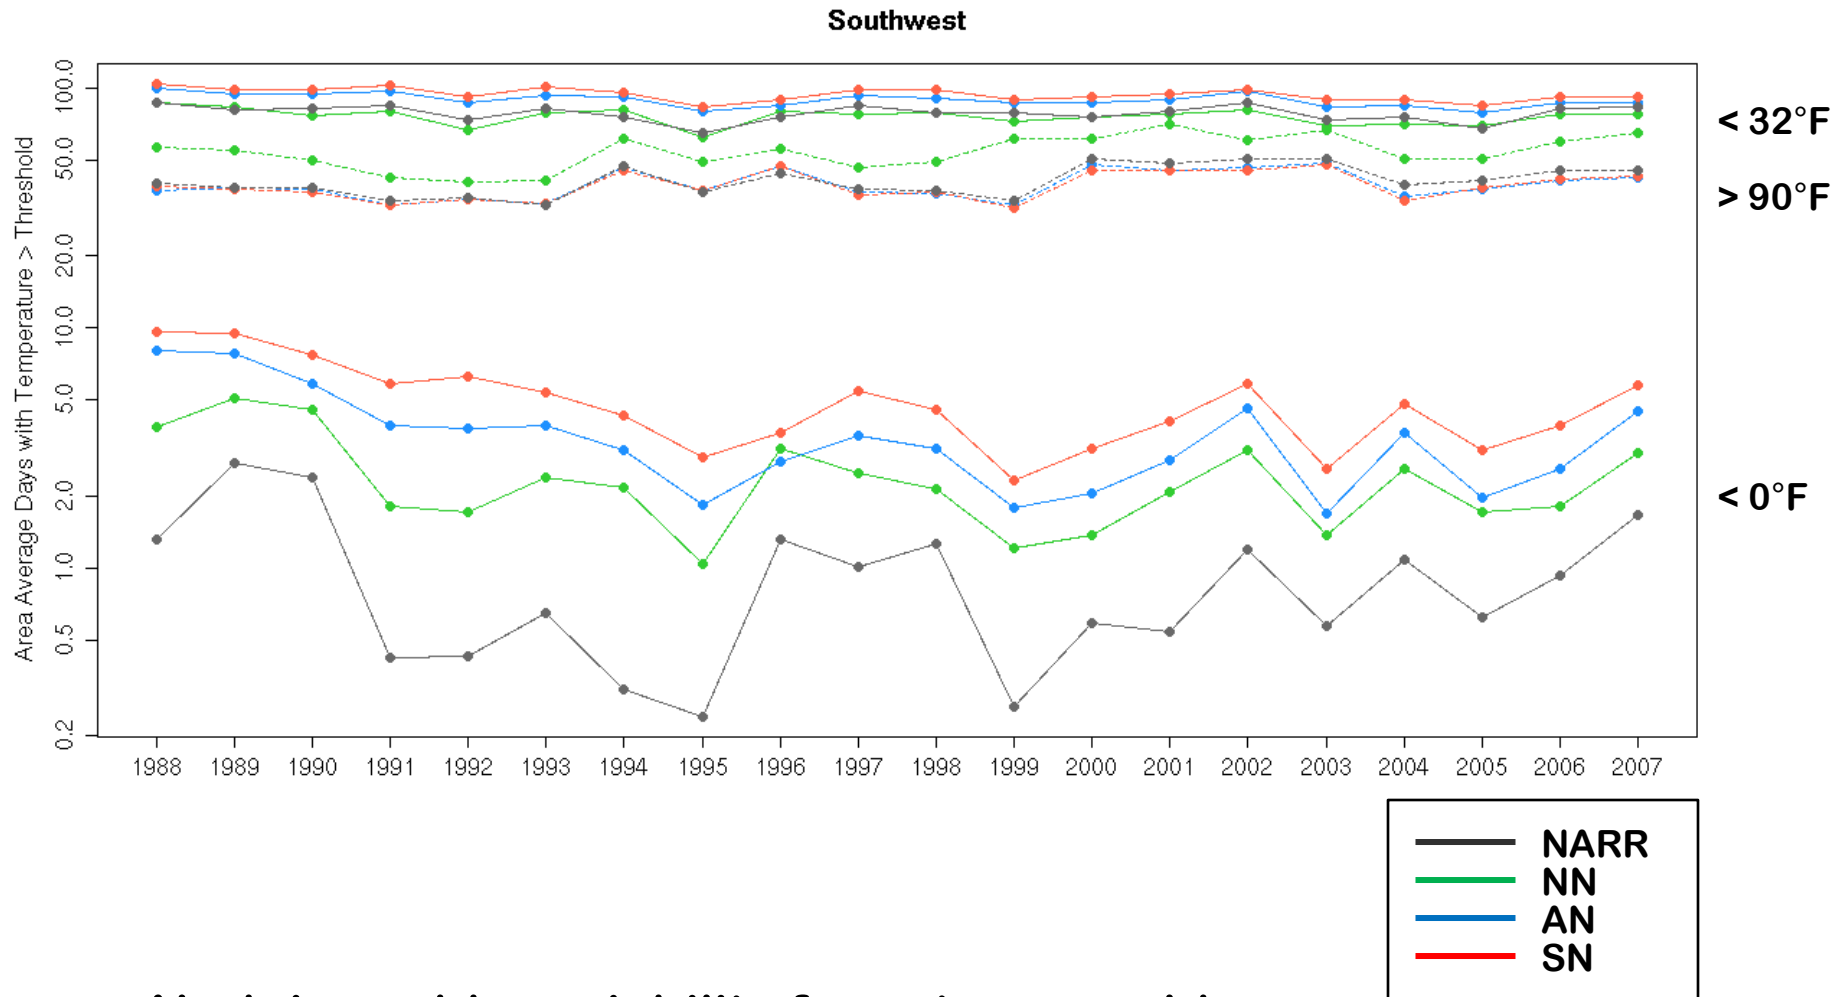 Southwest
Area Average Days with Temperature > Threshold
100.0
50.0
20.0
10.0
5.0
2.0
1.0
0.5
0.2
< 32°F
> 90°F
< 0°F
1988 1989 1990 1991 1992 1993 1994 1995 1996 1997 1998 1999 2000 2001 2002 2003 2004 2005 2006 2007
NARR
NN
AN
SN